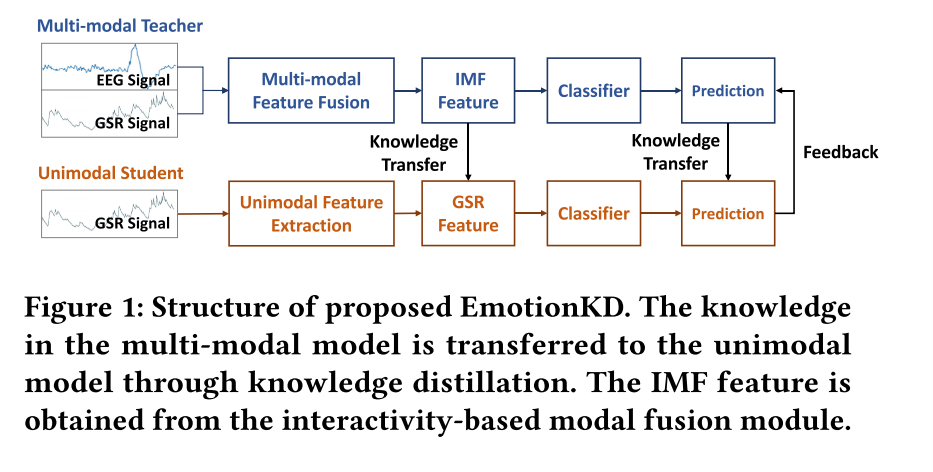 Multi-modal Teacher
EEG Signal
GSR Signal
Multi-modal
Feature Fusion
IMF
Feature
Classifier
Prediction
Knowledge
Transfer
Knowledge
Transfer
Feedback
Unimodal Student
GSR Signal
Unimodal Feature
Extraction
GSR
Feature
Classifier
Prediction
Figure 1: Structure of proposed EmotionKD. The knowledge
in the multi-modal model is transferred to the unimodal
model through knowledge distillation. The IMF feature is
obtained from the interactivity-based modal fusion module.